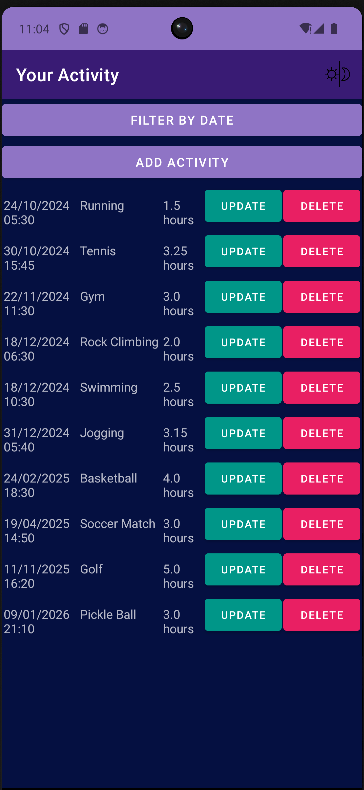 11:04
Your Activity
FILTER BY DATE
ADD ACTIVITY
24/10/2024 Running 1.5 UPDATE DELETE
05:30 hours
30/10/2024 Tennis 3.25 UPDATE DELETE
15:45 hours
22/11/2024 Gym 3.0 UPDATE DELETE
11:30 hours
18/12/2024 Rock Climbing 2.0 UPDATE DELETE
06:30 hours
18/12/2024 Swimming 2.5 UPDATE DELETE
10:30 hours
31/12/2024 Jogging 3.15 UPDATE DELETE
05:40 hours
24/02/2025 Basketball 4.0 UPDATE DELETE
18:30 hours
19/04/2025 Soccer Match 3.0 UPDATE DELETE
14:50 hours
11/11/2025 Golf 5.0 UPDATE DELETE
16:20 hours
09/01/2026 Pickle Ball 3.0 UPDATE DELETE
21:10 hours